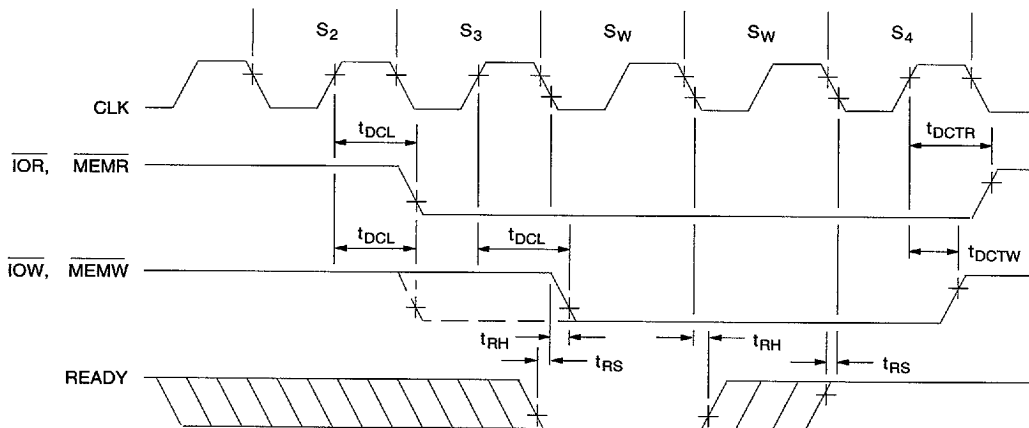 S2 S3 SW SW S4
CLK
tDCL tDCTR
IOR, MEMR
tDCL tDCL tDCTW
IOW, MEMW
tRH tRS tRH tRS
READY